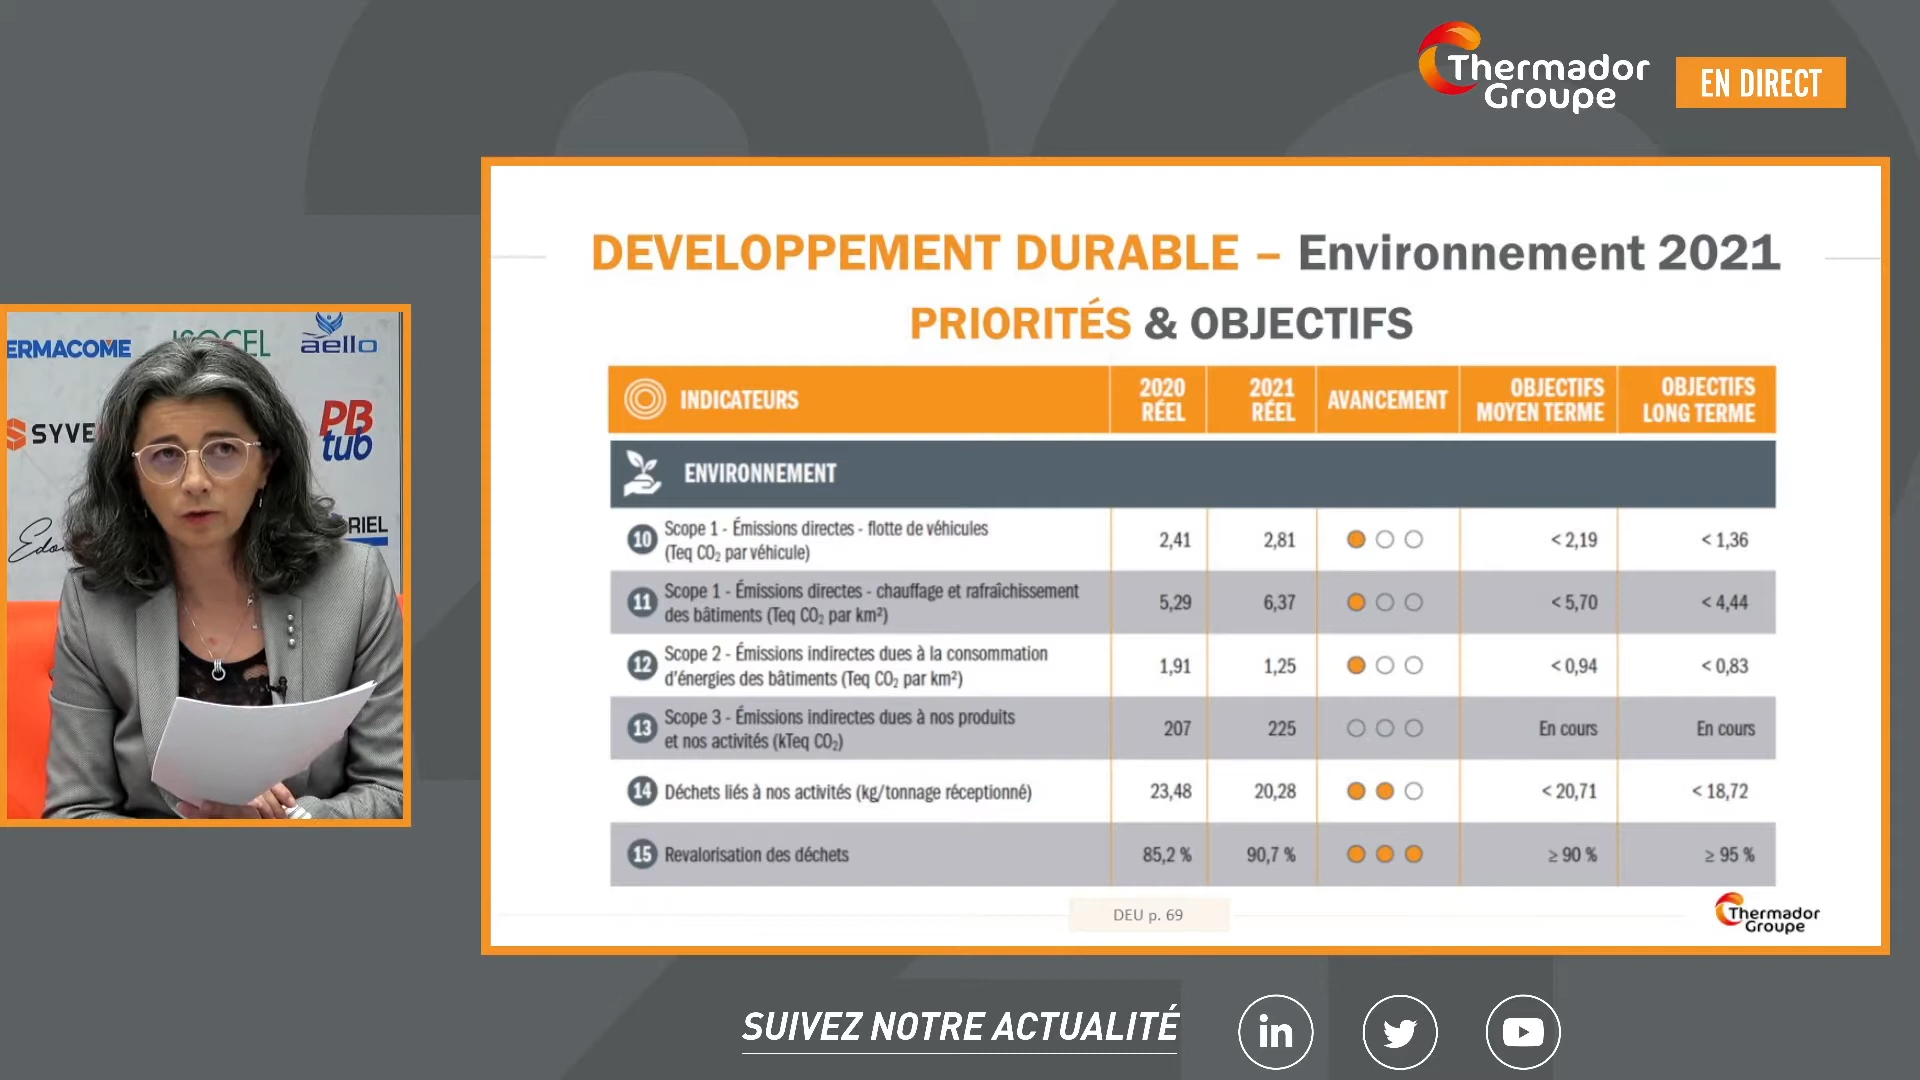 Thermador
Groupe
EN DIRECT
DEVELOPPEMENT DURABLE – Environnement 2021
PRIORITÉS & OBJECTIFS
INDICATEURS
2020
RÉEL
2021
RÉEL
AVANCEMENT
OBJECTIFS
MOYEN TERME
OBJECTIFS
LONG TERME
ENVIRONNEMENT
10 Scope 1 - Émissions directes - flotte de véhicules
(Teq CO₂ par véhicule)
2,41 2,81 < 2,19 < 1,36
11 Scope 1 - Émissions directes - chauffage et rafraîchissement
des bâtiments (Teq CO₂ par km²)
5,29 6,37 < 5,70 < 4,44
12 Scope 2 - Émissions indirectes dues à la consommation
d'énergies des bâtiments (Teq CO₂ par km²)
1,91 1,25 < 0,94 < 0,83
13 Scope 3 - Émissions indirectes dues à nos produits
et nos activités (kTeq CO₂)
207 225 En cours En cours
14 Déchets liés à nos activités (kg/tonnage réceptionné) 23,48 20,28 < 20,71 < 18,72
15 Revalorisation des déchets 85,2 % 90,7 % ≥ 90 % ≥ 95 %
DEU p. 69
Thermador
Groupe
ERMACOME
aello
SYVE
PB
tub
Edo
RIEL
SUIVEZ NOTRE ACTUALITÉ
in